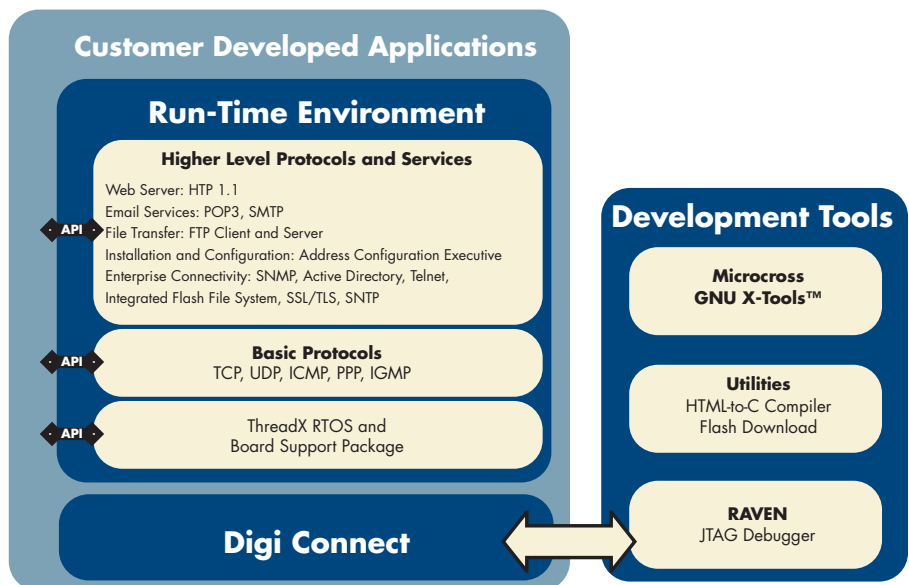 Customer Developed Applications
Run-Time Environment
Higher Level Protocols and Services
Web Server: HTP 1.1
Email Services: POP3, SMTP
API
File Transfer: FTP Client and Server
Installation and Configuration: Address Configuration Executive
Enterprise Connectivity: SNMP, Active Directory, Telnet,
Integrated Flash File System, SSL/TLS, SNTP
API
Basic Protocols
TCP, UDP, ICMP, PPP, IGMP
API
ThreadX RTOS and
Board Support Package
Digi Connect
Development Tools
Microcross
GNU X-Tools™
Utilities
HTML-to-C Compiler
Flash Download
RAVEN
JTAG Debugger